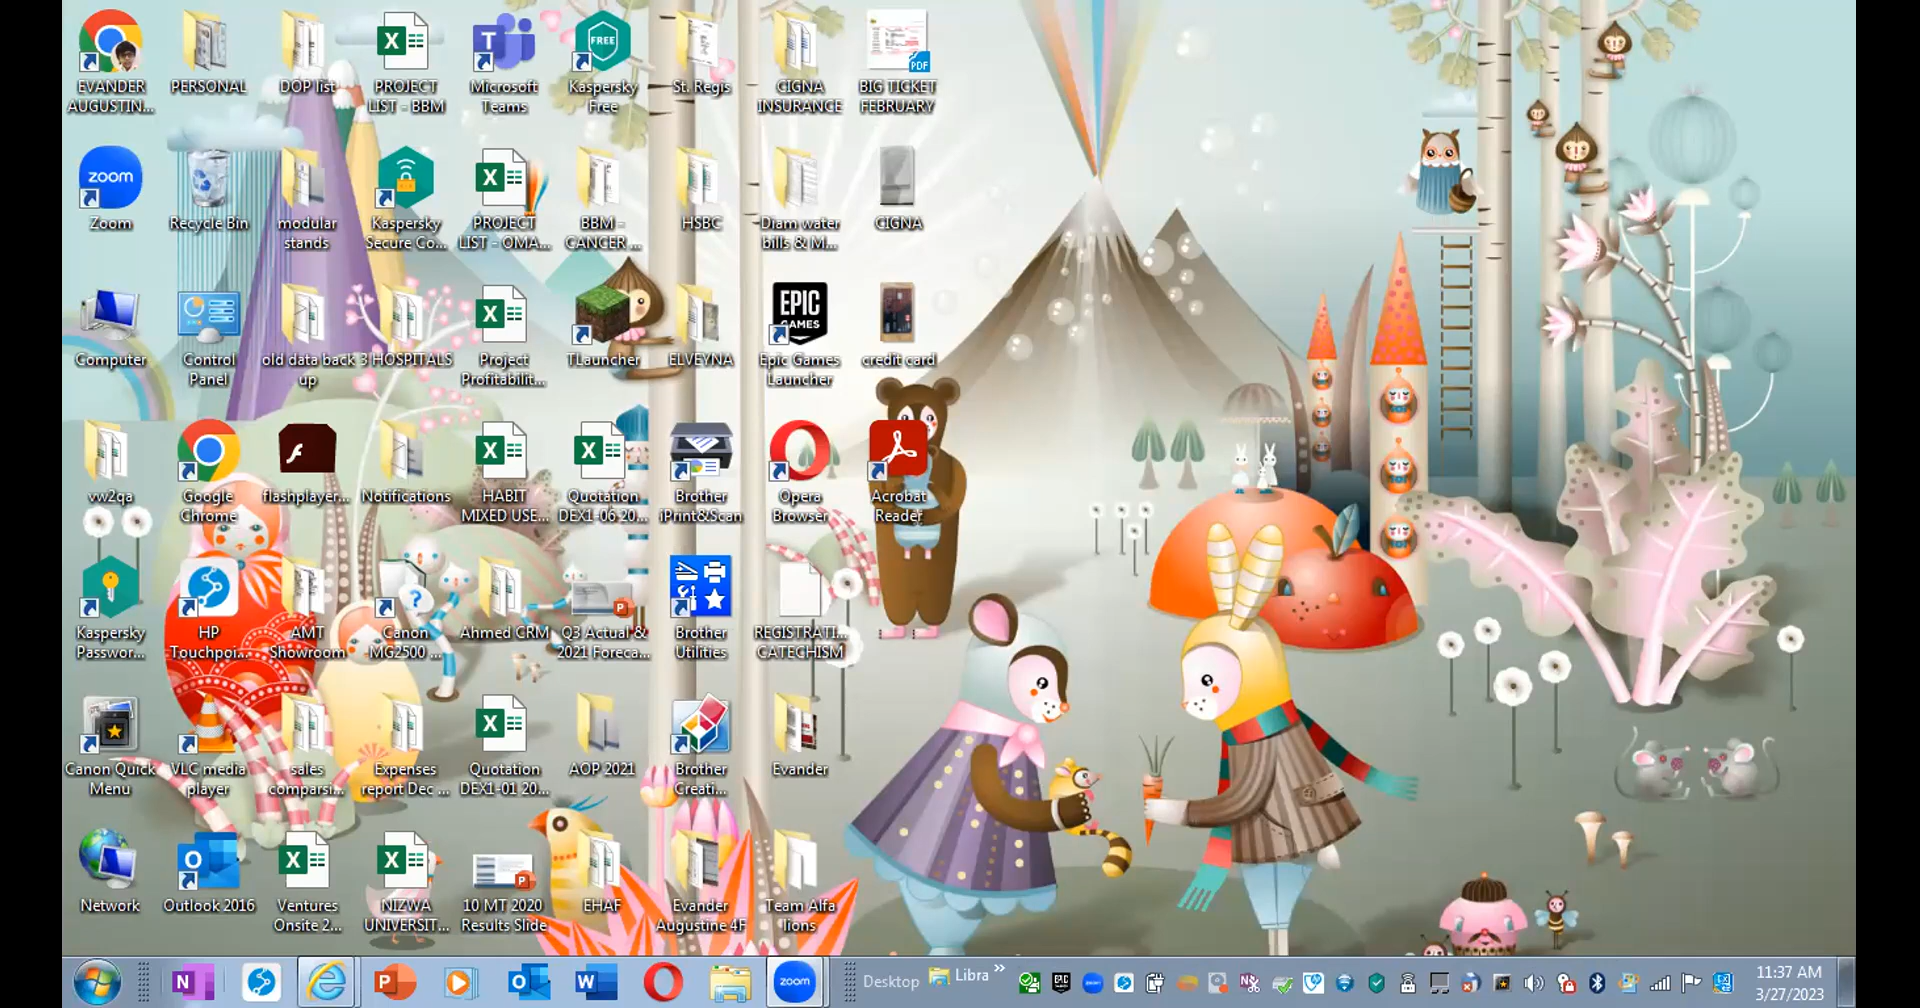 EVANDER
AUGUSTIN...
PERSONAL
DOP list
PROJECT
LIST - BBM
Microsoft
Teams
FREE
Kaspersky
Free
St. Regis
CIGNA
INSURANCE
PDF
BIG TICKET
FEBRUARY
zoom
Zoom
Recycle Bin
modular
stands
Kaspersky
Secure Co...
PROJECT
LIST - OMA...
BBM -
CANCER ...
HSBC
Diam water
bills & M...
CIGNA
Computer
Control
Panel
old data back
up
3 HOSPITALS
Project
Profitabilit...
TLauncher
ELVEYNA
EPIC
GAMES
Epic Games
Launcher
credit card
vw2qa
Google
Chrome
flashplayer...
Notifications
HABIT
MIXED USE...
Quotation
DEX1-06 20...
Brother
iPrint&Scan
Opera
Browser
Acrobat
Reader
Kaspersky
Passwor...
HP
Touchpoi...
AMT
Showroom
Canon
MG2500 ...
Ahmed CRM
Q3 Actual &
2021 Foreca...
Brother
Utilities
REGISTRATI...
CATECHISM
Canon Quick
Menu
VLC media
player
sales
comparsi...
Expenses
report Dec ...
Quotation
DEX1-01 20...
AOP 2021
Brother
Creati...
Evander
Network
Outlook 2016
Ventures
Onsite 2...
NIZWA
UNIVERSIT...
10 MT 2020
Results Slide
EHAF
Evander
Augustine 4F
Team Alfa
lions
zoom
Desktop
Libra
11:37 AM
3/27/2023